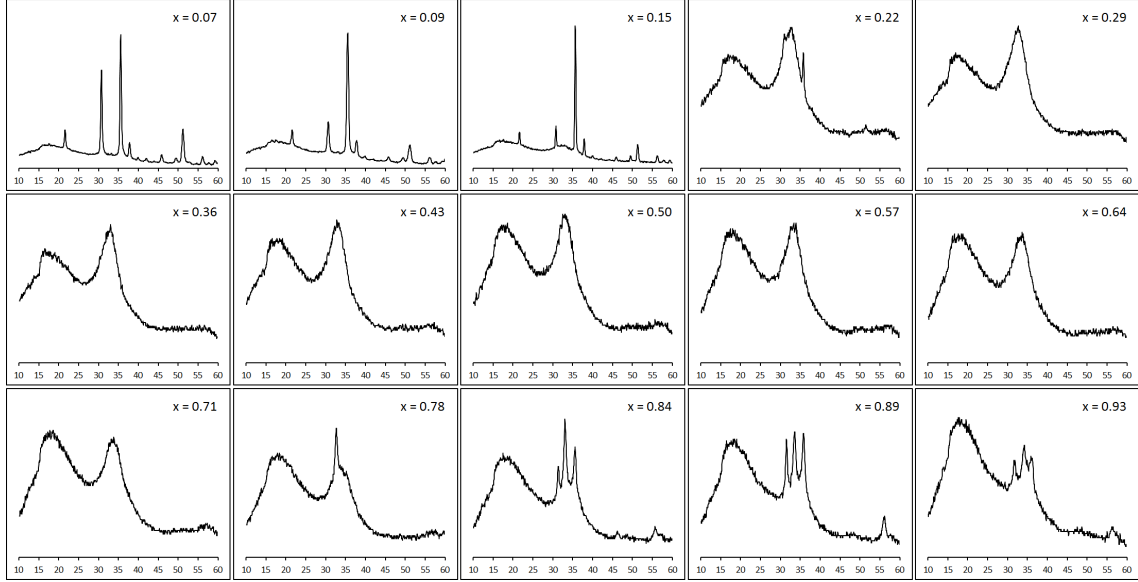 x = 0.07
10 15 20 25 30 35 40 45 50 55 60
x = 0.09
10 15 20 25 30 35 40 45 50 55 60
x = 0.15
10 15 20 25 30 35 40 45 50 55 60
x = 0.22
10 15 20 25 30 35 40 45 50 55 60
x = 0.29
10 15 20 25 30 35 40 45 50 55 60
x = 0.36
10 15 20 25 30 35 40 45 50 55 60
x = 0.43
10 15 20 25 30 35 40 45 50 55 60
x = 0.50
10 15 20 25 30 35 40 45 50 55 60
x = 0.57
10 15 20 25 30 35 40 45 50 55 60
x = 0.64
10 15 20 25 30 35 40 45 50 55 60
x = 0.71
10 15 20 25 30 35 40 45 50 55 60
x = 0.78
10 15 20 25 30 35 40 45 50 55 60
x = 0.84
10 15 20 25 30 35 40 45 50 55 60
x = 0.89
10 15 20 25 30 35 40 45 50 55 60
x = 0.93
10 15 20 25 30 35 40 45 50 55 60